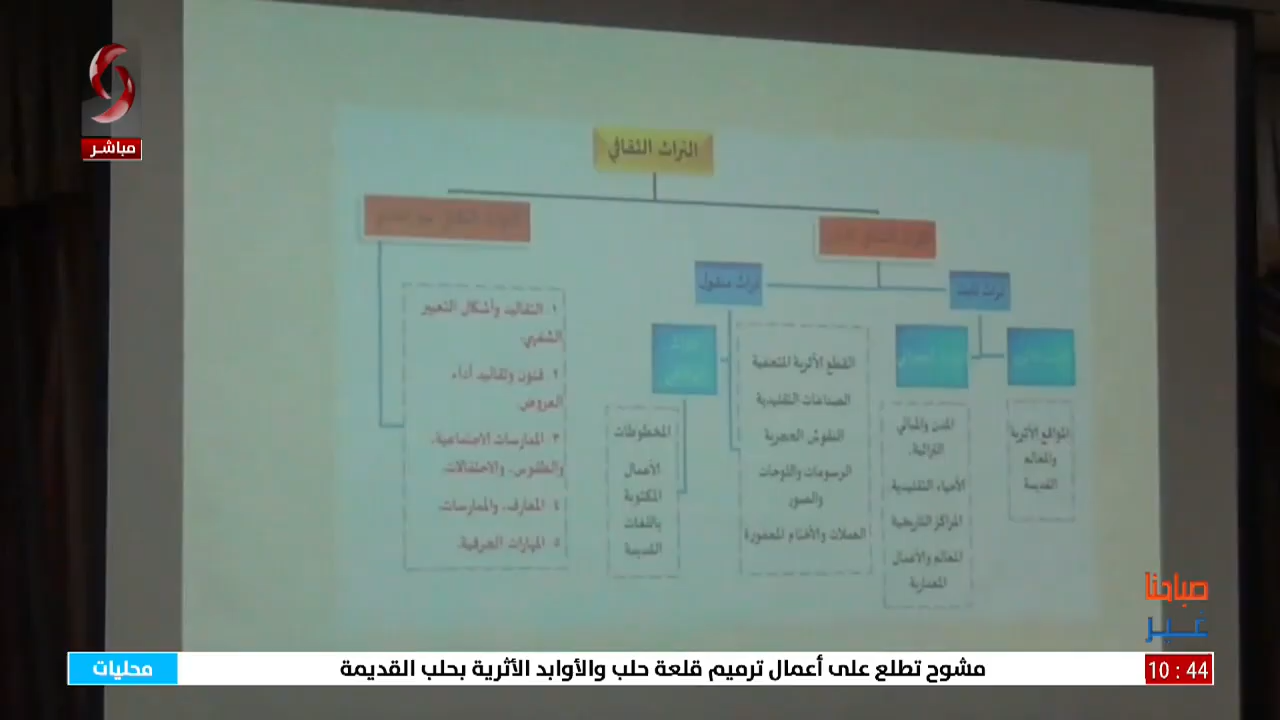 مباشر
التراث الثقافي
تراث منقول
١. التقاليد وأشكال التعبير
الشفهي.
٢. فنون وتقاليد أداء
العروض.
٣. الممارسات الاجتماعية،
والطقوس، والاحتفالات.
٤. المعارف، والممارسات.
٥. المهارات الحرفية.
المخطوطات
الأعمال
المكتوبة
باللغات
القديمة
القطع الأثرية المتحفية
الصناعات التقليدية
النقوش الحجرية
الرسومات واللوحات
والصور
العملات والأختام المحفورة
المدن والمباني
التراثية.
الأحياء التقليدية
المراكز التاريخية
المعالم والأعمال
المعمارية
المواقع الأثرية
والمعالم
القديمة
صباحنا
غير
محليات
مشوح تطلع على أعمال ترميم قلعة حلب والأوابد الأثرية بحلب القديمة
10 : 44